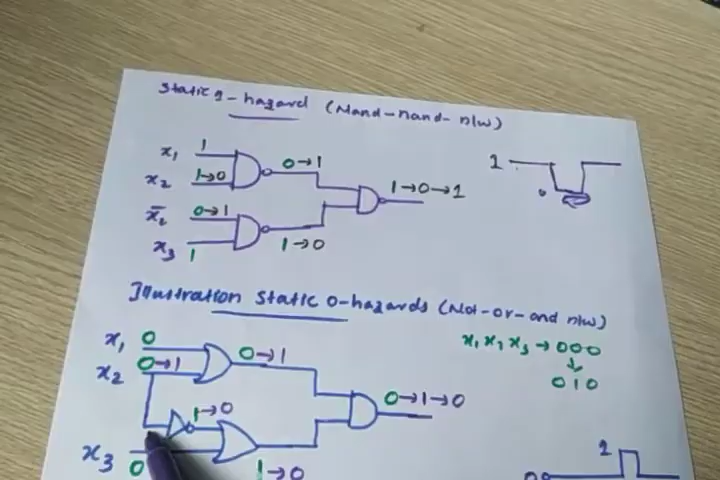 Static 1-hazard (Nand-nand-n/w)
x₁ 1
x₂ 1→0 0→1
1→0→1
x̄₂ 0→1
x₃ 1 1→0
1
0
Illustration static 0-hazards (Not-or-and n/w)
x₁ 0
x₂ 0→1 0→1
x₁ x₂ x₃ → 000
↓
010
0→1→0
1→0
x₃ 0 1→0
1
0